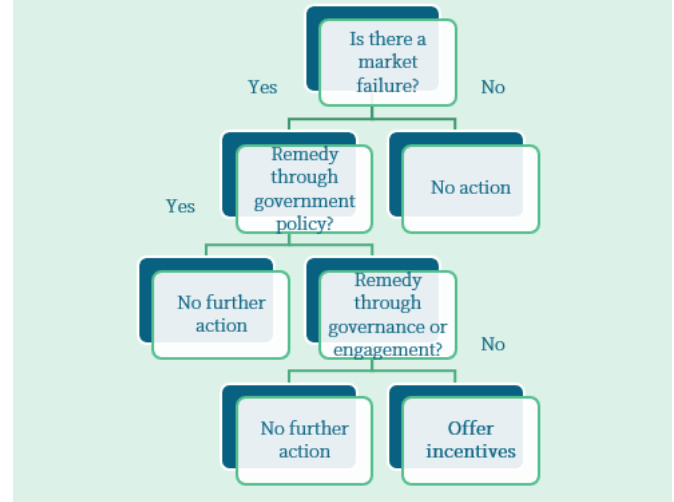 Is there a
market
failure?
Yes
No
Remedy
through
government
policy?
No action
Yes
No further
action
Remedy
through
governance or
engagement?
No
No further
action
Offer
incentives